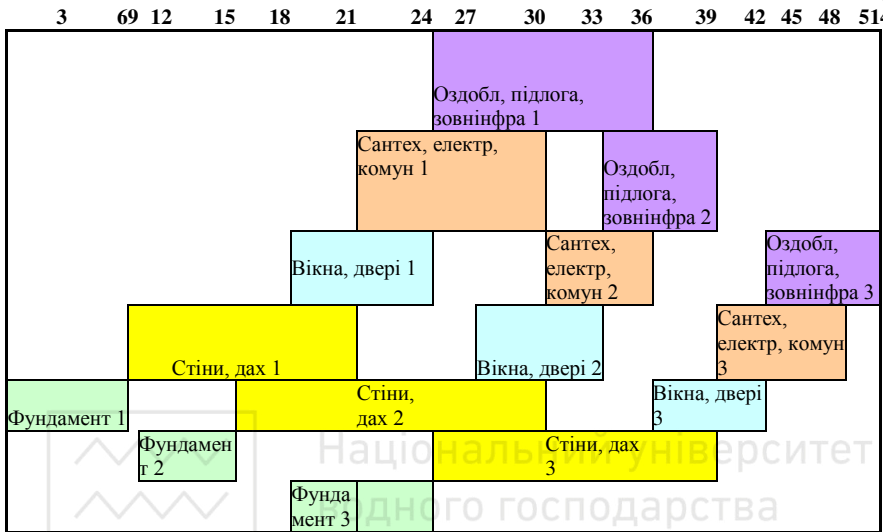 3 69 12 15 18 21 24 27 30 33 36 39 42 45 48 514
Оздобл, підлога,
зовнінфра 1
Сантех, електр,
комун 1
Оздобл,
підлога,
зовнінфра 2
Вікна, двері 1
Сантех,
електр,
комун 2
Оздобл,
підлога,
зовнінфра 3
Стіни, дах 1
Вікна, двері 2
Сантех,
електр, комун
3
Фундамент 1
Стіни,
дах 2
Вікна, двері
3
Фундамен
т 2
Стіни, дах
3
Національний університет
Фунда
мент 3
водного господарства